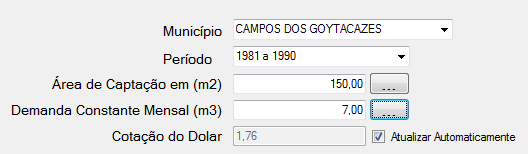 Município CAMPOS DOS GOYTACAZES
Período 1981 a 1990
Área de Captação em (m2) 150,00 ...
Demanda Constante Mensal (m3) 7,00 ...
Cotação do Dolar 1,76 Atualizar Automaticamente